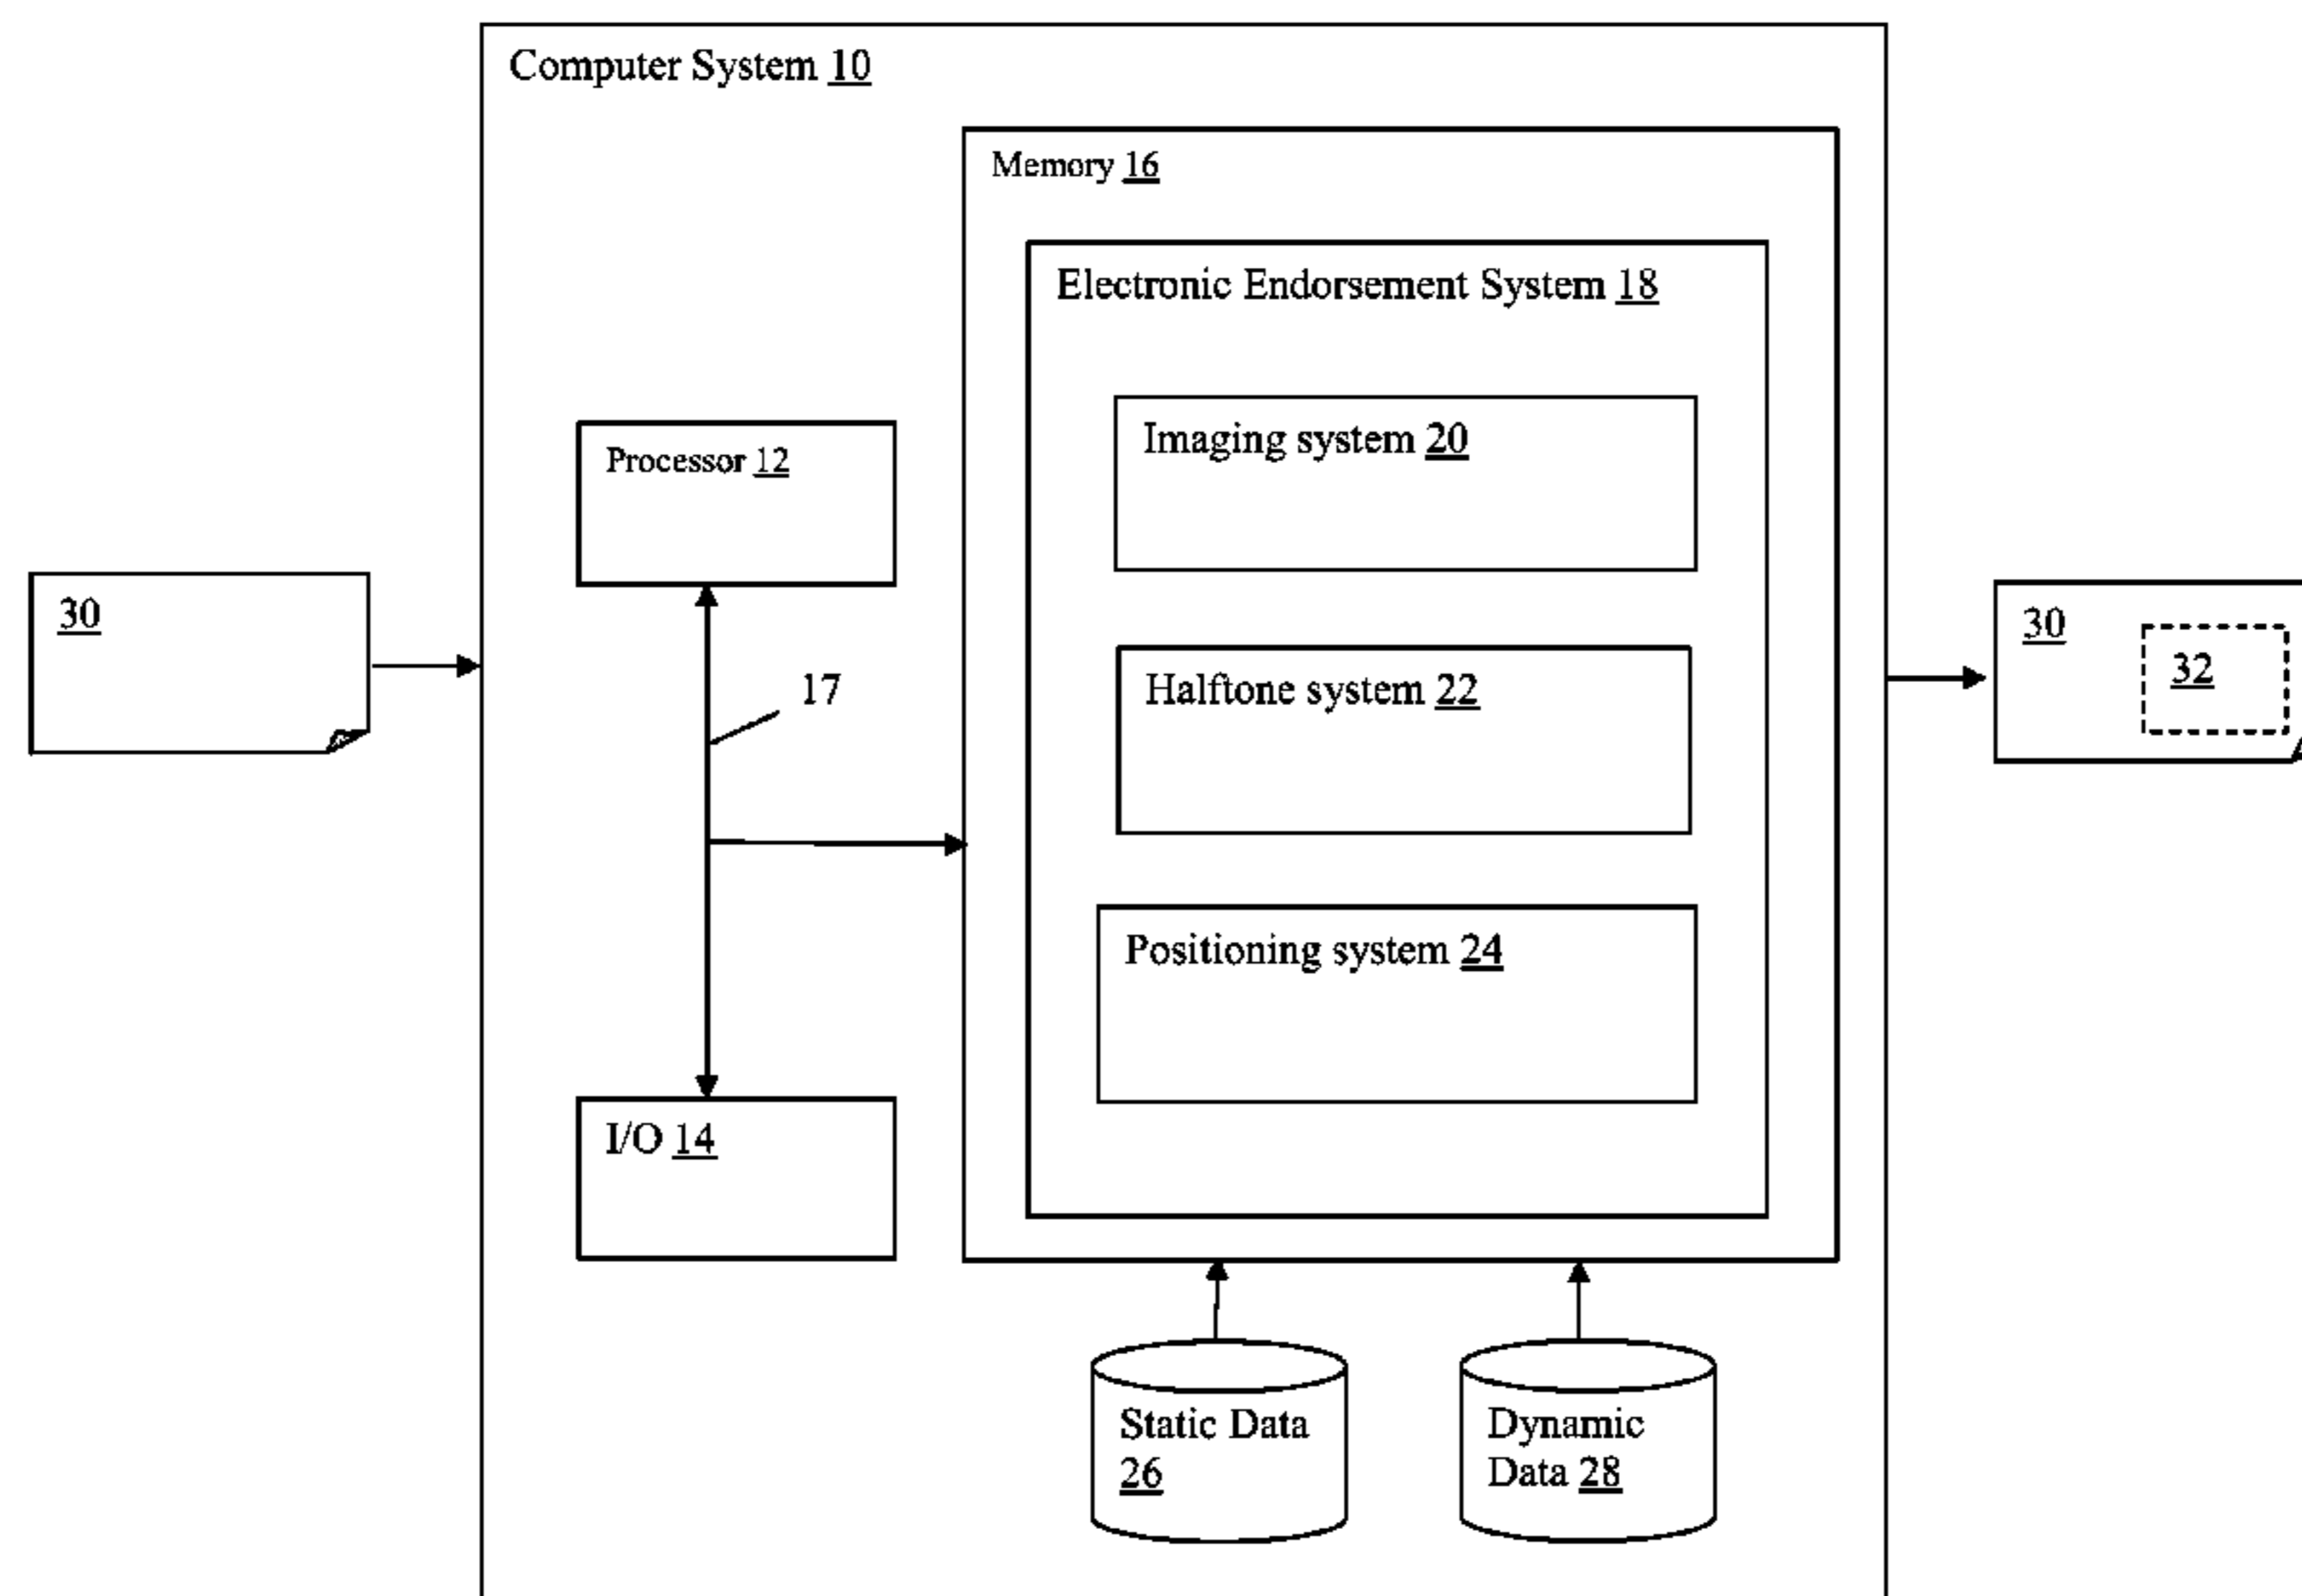 Computer System 10
Memory 16
Electronic Endorsement System 18
Imaging system 20
Processor 12
30
30
32
17
Halftone system 22
Positioning system 24
I/O 14
Static Data
26
Dynamic
Data 28